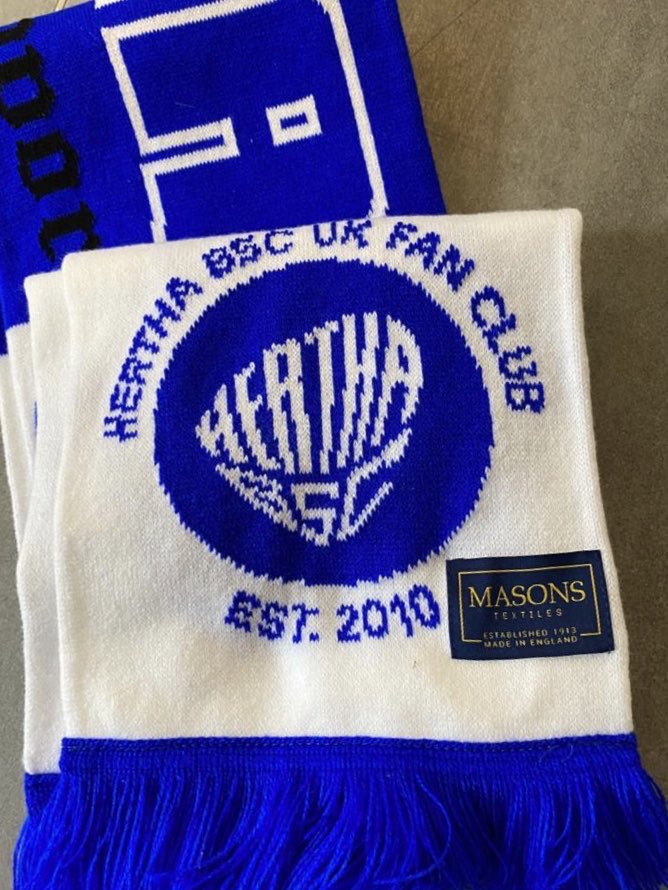 HERTHA BSC UK FAN CLUB
HERTHA
BSC
EST. 2010
MASONS
TEXTILES
ESTABLISHED 1913
MADE IN ENGLAND